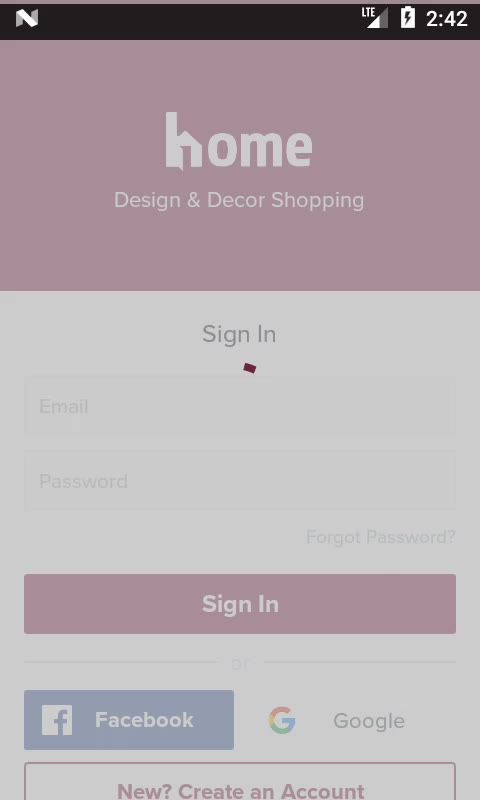 LTE 2:42
home
Design & Decor Shopping
Sign In
Email
Password
Forgot Password?
Sign In
or
Facebook
Google
New? Create an Account